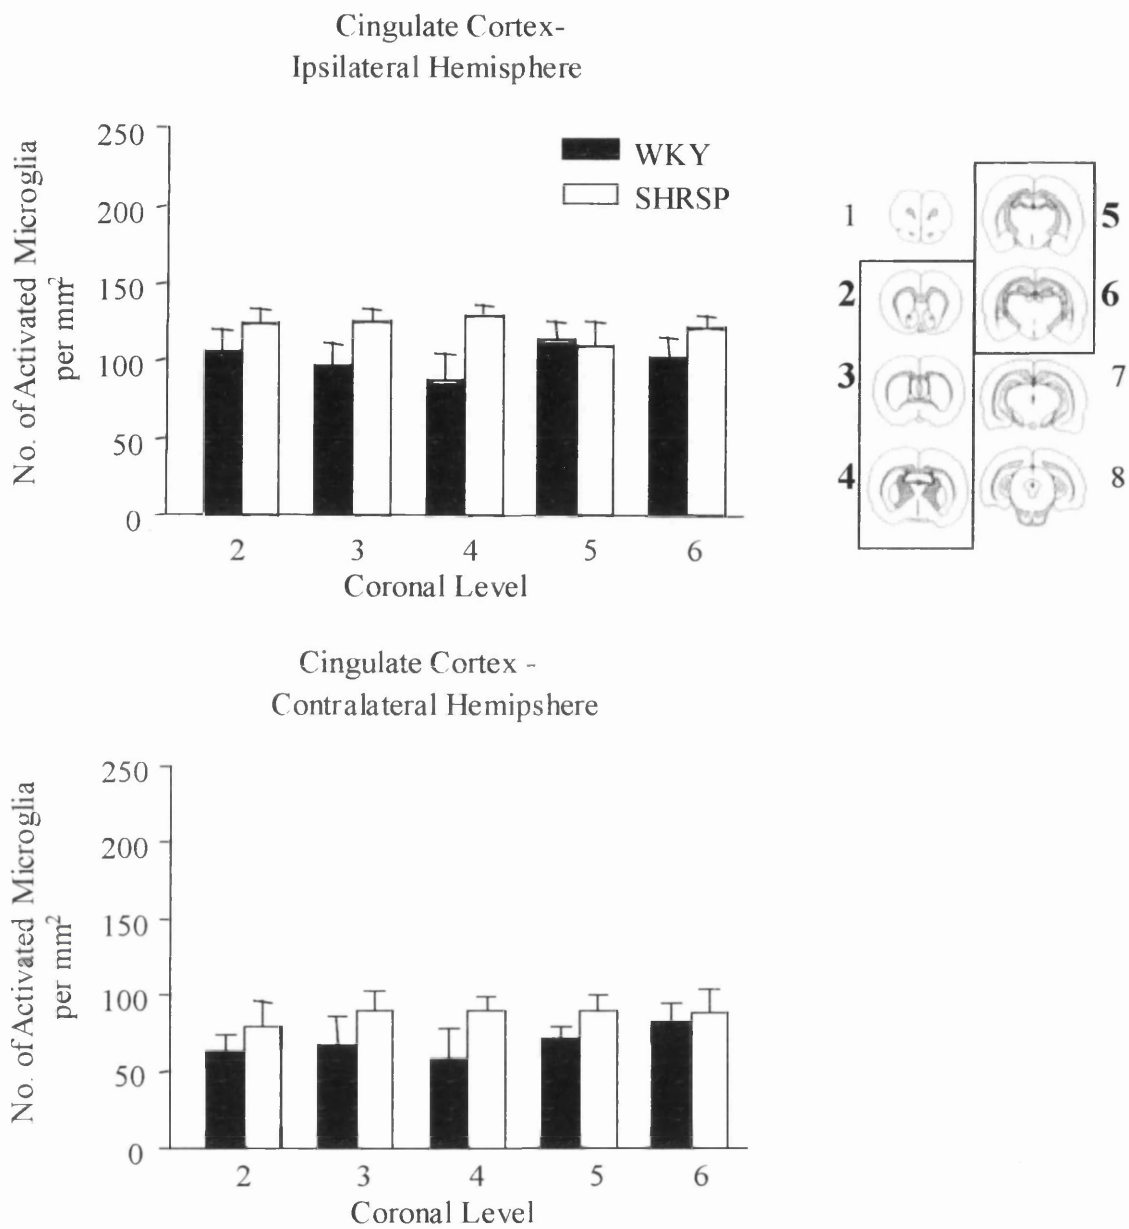 Cingulate Cortex-
Ipsilateral Hemisphere
No. of Activated Microglia
per mm²
250
200
150
100
50
0
WKY
SHRSP
2 3 4 5 6
Coronal Level
1
2
3
4
5
6
7
8
Cingulate Cortex -
Contralateral Hemipshere
No. of Activated Microglia
per mm²
250
200
150
100
50
0
2 3 4 5 6
Coronal Level